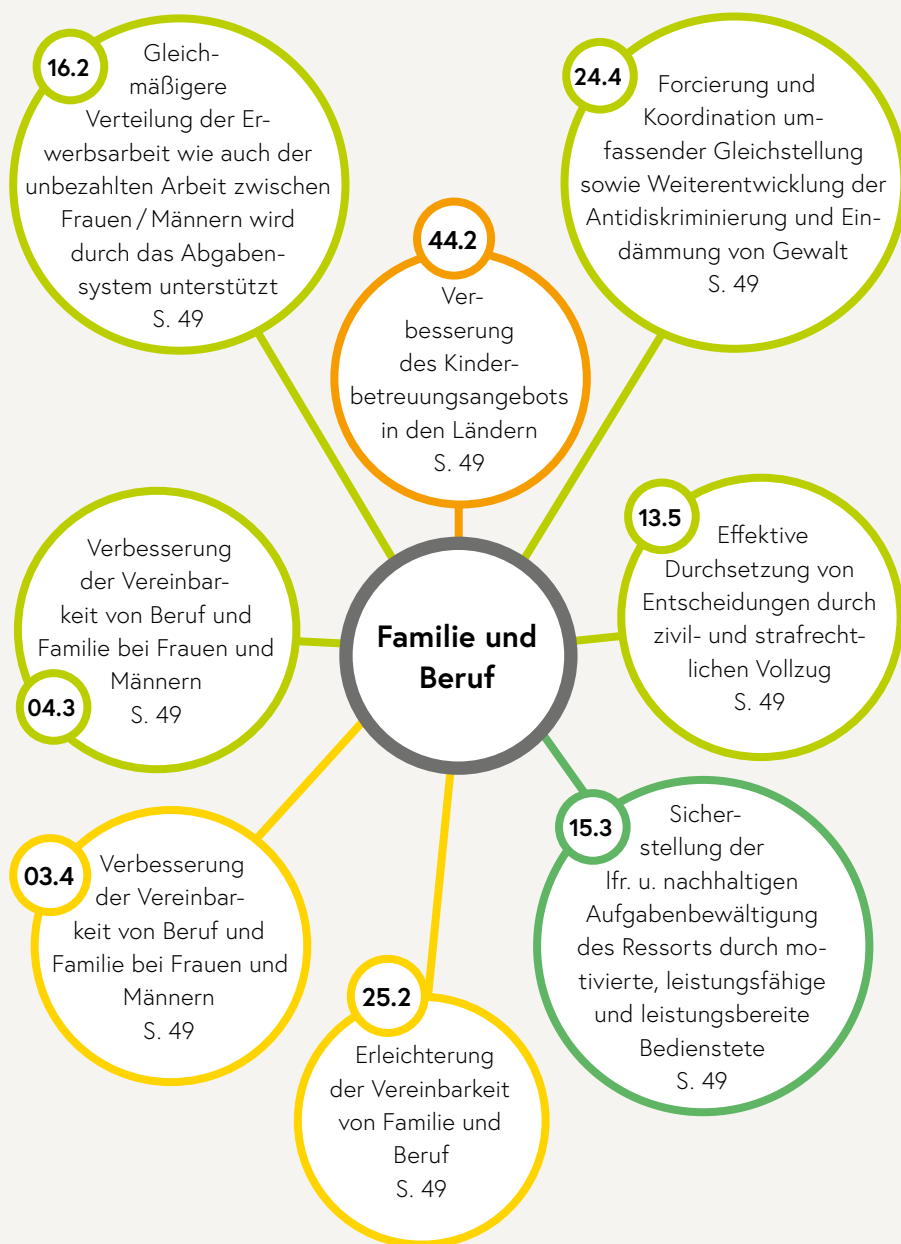 16.2
Gleich-
mäßigere
Verteilung der Er-
werbsarbeit wie auch der
unbezahlten Arbeit zwischen
Frauen / Männern wird
durch das Abgaben-
system unterstützt
S. 49
24.4
Forcierung und
Koordination um-
fassender Gleichstellung
sowie Weiterentwicklung der
Antidiskriminierung und Ein-
dämmung von Gewalt
S. 49
44.2
Ver-
besserung
des Kinder-
betreuungsangebots
in den Ländern
S. 49
Verbesserung
der Vereinbar-
keit von Beruf und
Familie bei Frauen und
Männern
04.3
S. 49
Familie und
Beruf
13.5
Effektive
Durchsetzung von
Entscheidungen durch
zivil- und strafrecht-
lichen Vollzug
S. 49
03.4
Verbesserung
der Vereinbar-
keit von Beruf und
Familie bei Frauen und
Männern
S. 49
25.2
Erleichterung
der Vereinbarkeit
von Familie und
Beruf
S. 49
15.3
Sicher-
stellung der
lfr. u. nachhaltigen
Aufgabenbewältigung
des Ressorts durch mo-
tivierte, leistungsfähige
und leistungsbereite
Bedienstete
S. 49